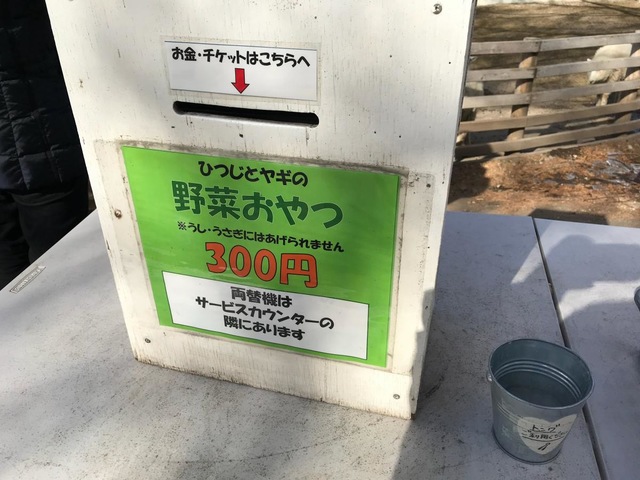 お金・チケットはこちらへ
ひつじとヤギの
野菜おやつ
※うし・うさぎにはあげられません
300円
両替機は
サービスカウンターの
隣にあります
トング